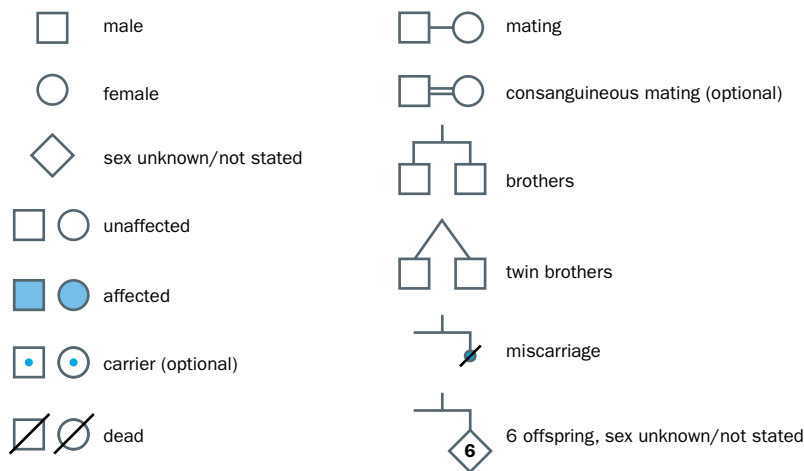 male
female
sex unknown/not stated
unaffected
affected
carrier (optional)
dead
mating
consanguineous mating (optional)
brothers
twin brothers
miscarriage
6
6 offspring, sex unknown/not stated